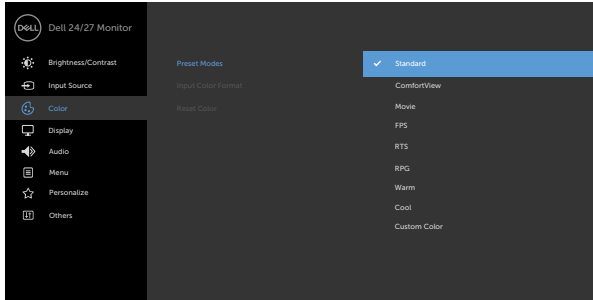 DELL Dell 24/27 Monitor
Brightness/Contrast Preset Modes Standard
Input Source Input Color Format ComfortView
Color Reset Color Movie
Display FPS
Audio RTS
Menu RPG
Personalize Warm
Others Cool
Custom Color